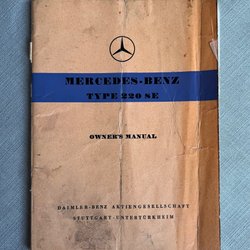 MERCEDES-BENZ
TYPE 220 SE
OWNER'S MANUAL
DAIMLER-BENZ AKTIENGESELLSCHAFT
STUTTGART-UNTERTÜRKHEIM